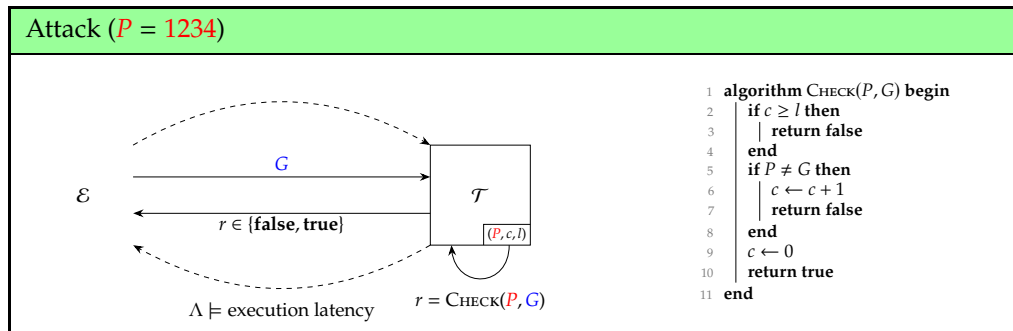 Attack (P = 1234)
G
ℰ
𝒯
r ∈ {false, true}
(P, c, l)
Λ ⊨ execution latency
r = CHECK(P, G)
1 algorithm CHECK(P, G) begin
2 if c ≥ l then
3 return false
4 end
5 if P ≠ G then
6 c ← c + 1
7 return false
8 end
9 c ← 0
10 return true
11 end